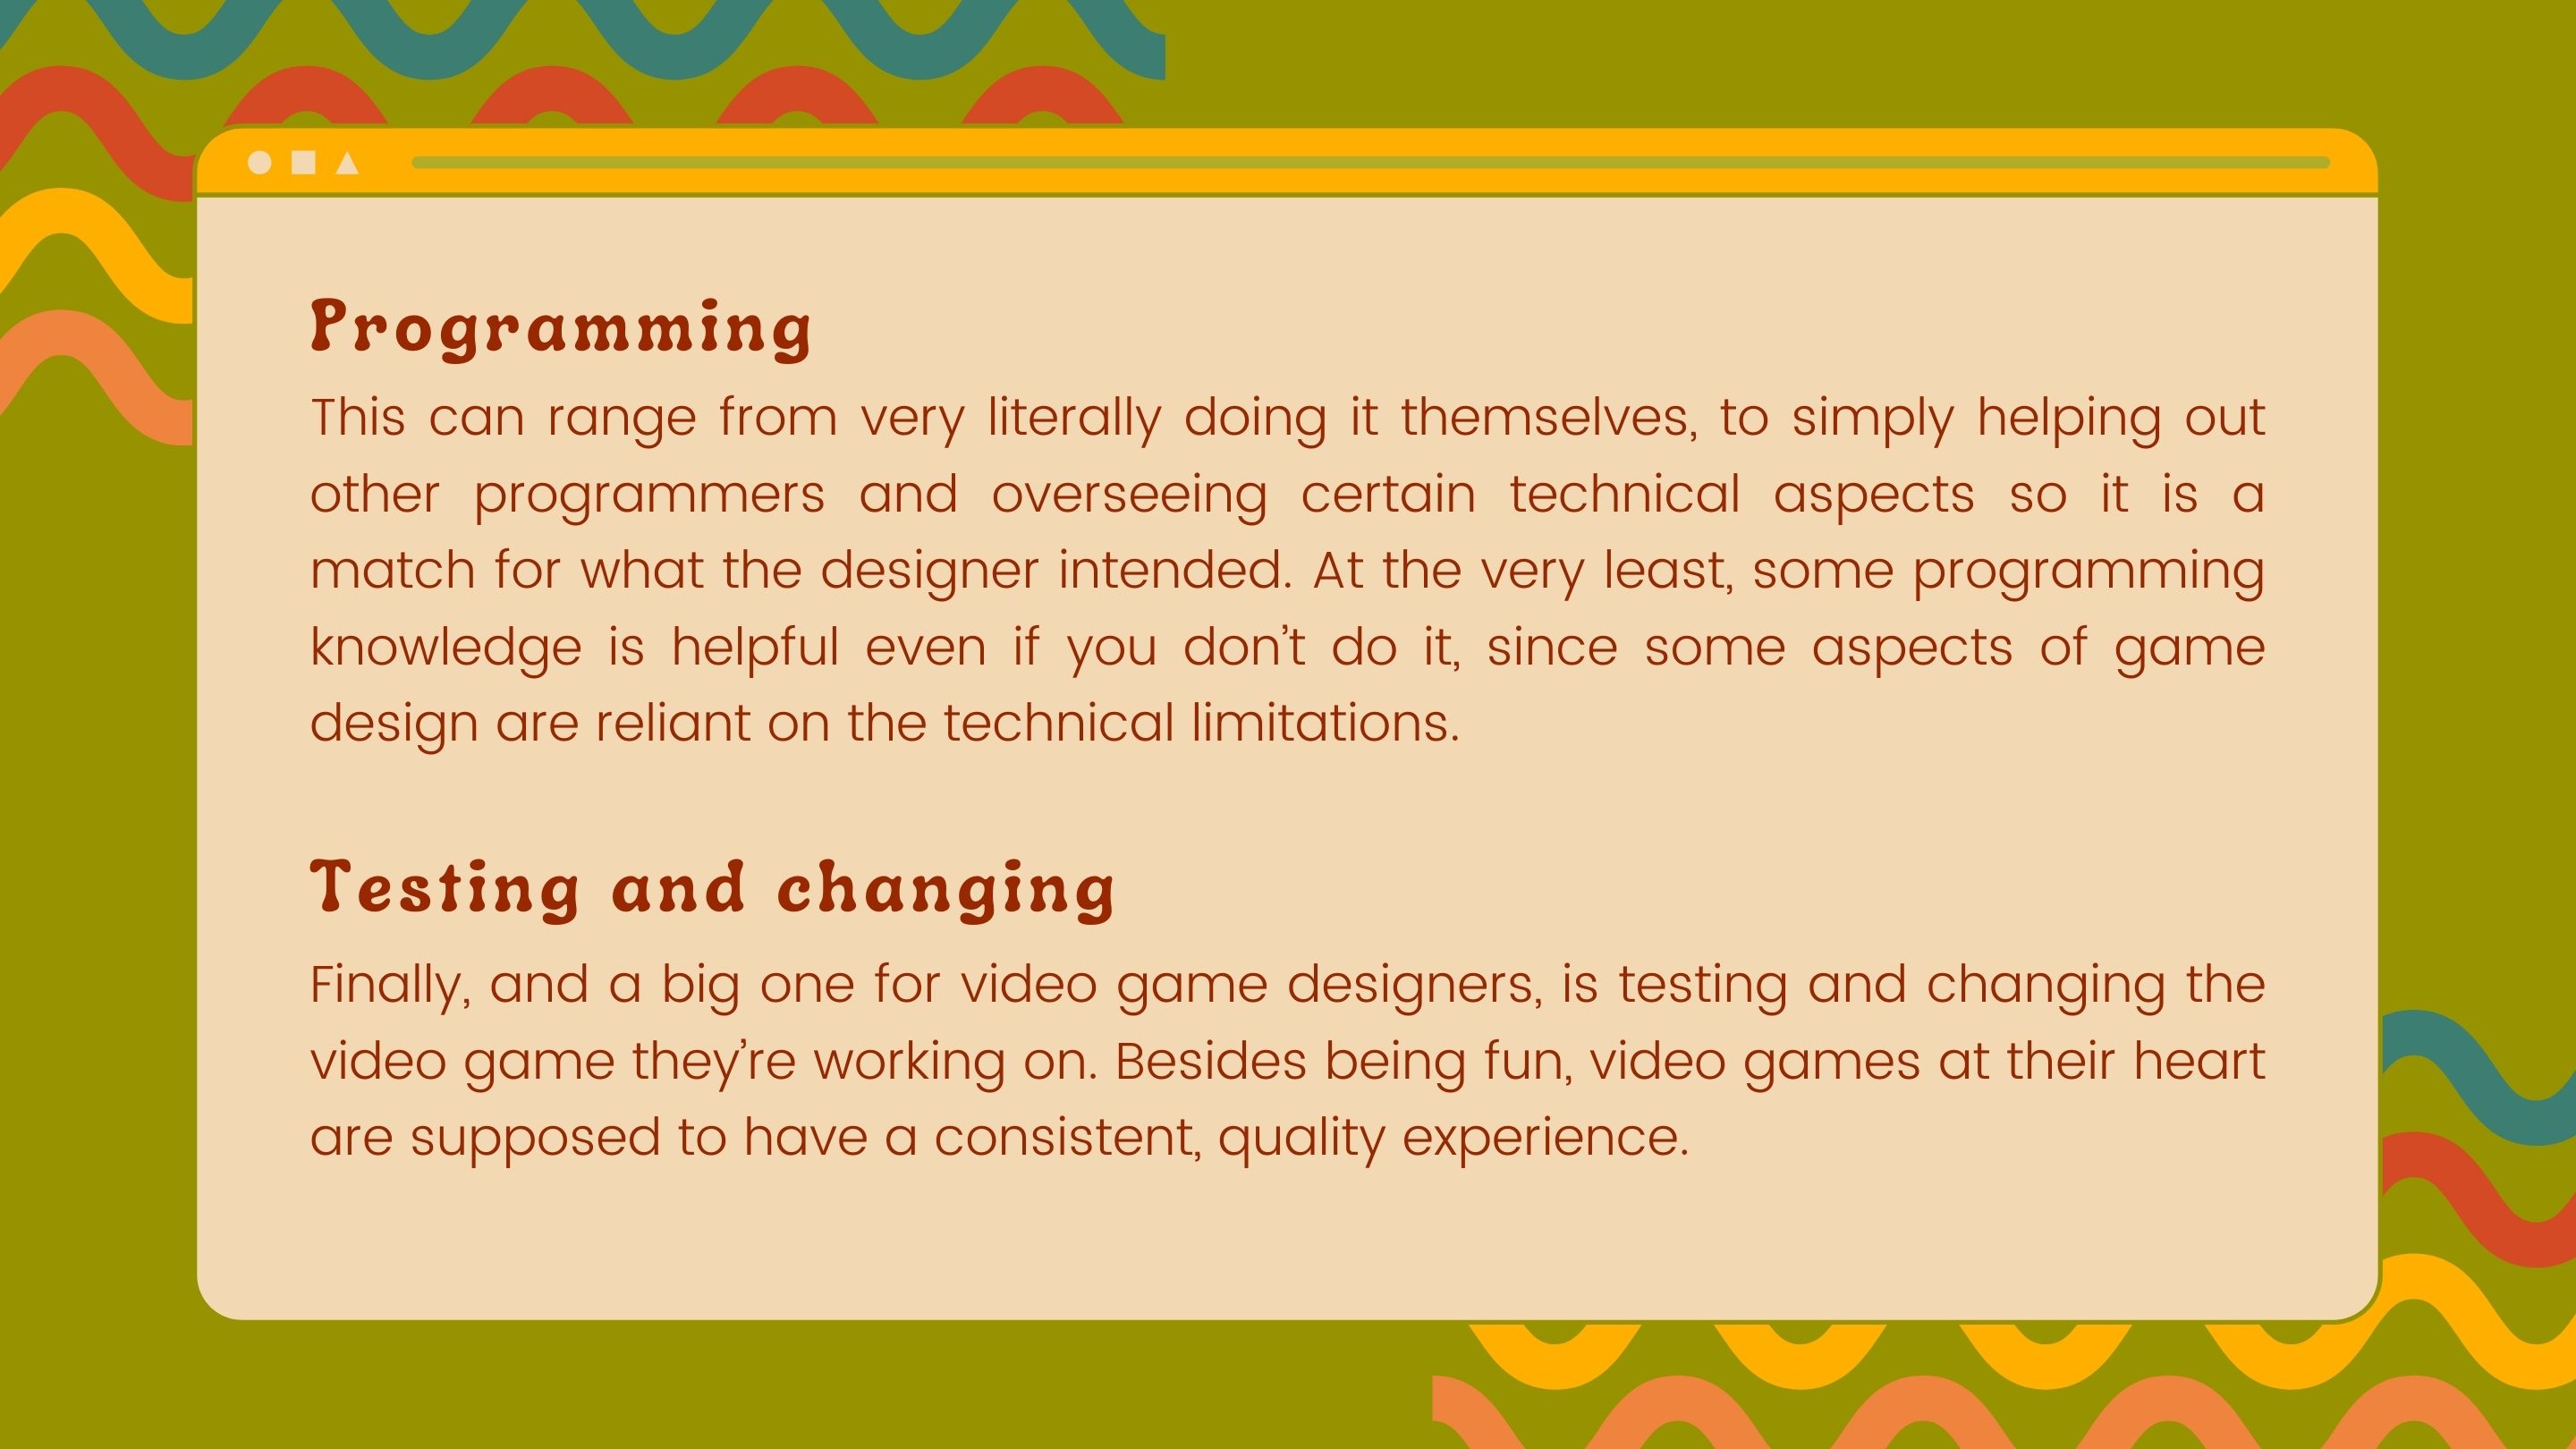 Programming
This can range from very literally doing it themselves, to simply helping out
other programmers and overseeing certain technical aspects so it is a
match for what the designer intended. At the very least, some programming
knowledge is helpful even if you don’t do it, since some aspects of game
design are reliant on the technical limitations.
Testing and changing
Finally, and a big one for video game designers, is testing and changing the
video game they’re working on. Besides being fun, video games at their heart
are supposed to have a consistent, quality experience.